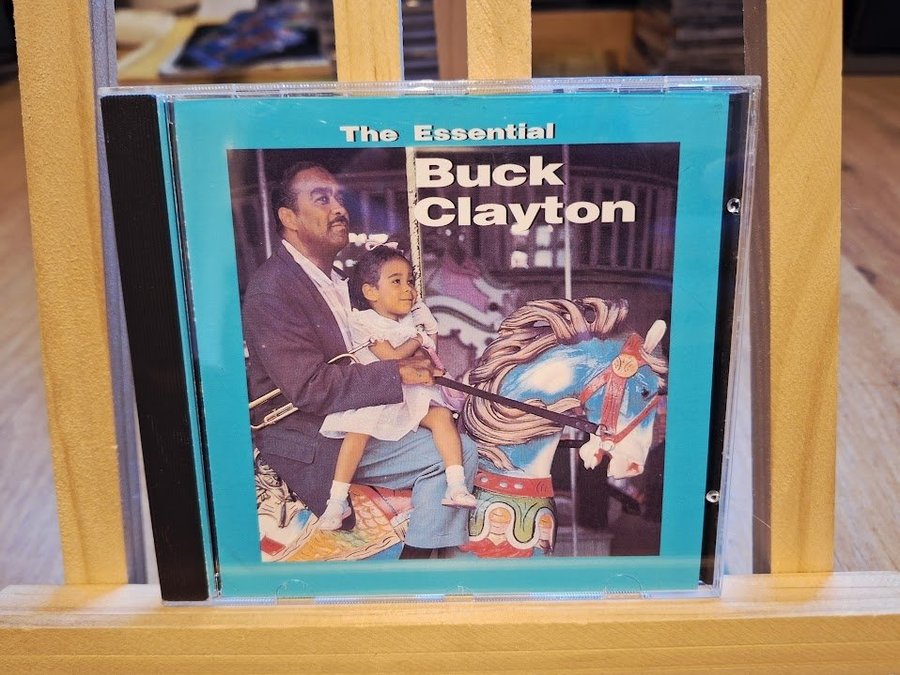 The Essential
Buck
Clayton